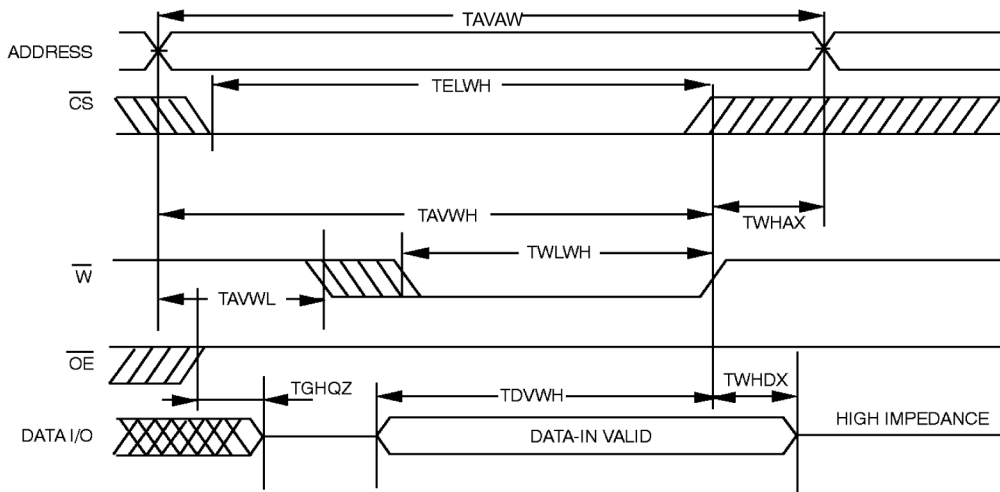 TAVAW
ADDRESS
TELWH
CS
TAVWH
TWHAX
TWLWH
W
TAVWL
OE
TGHQZ
TDVWH
TWHDX
HIGH IMPEDANCE
DATA I/O
DATA-IN VALID